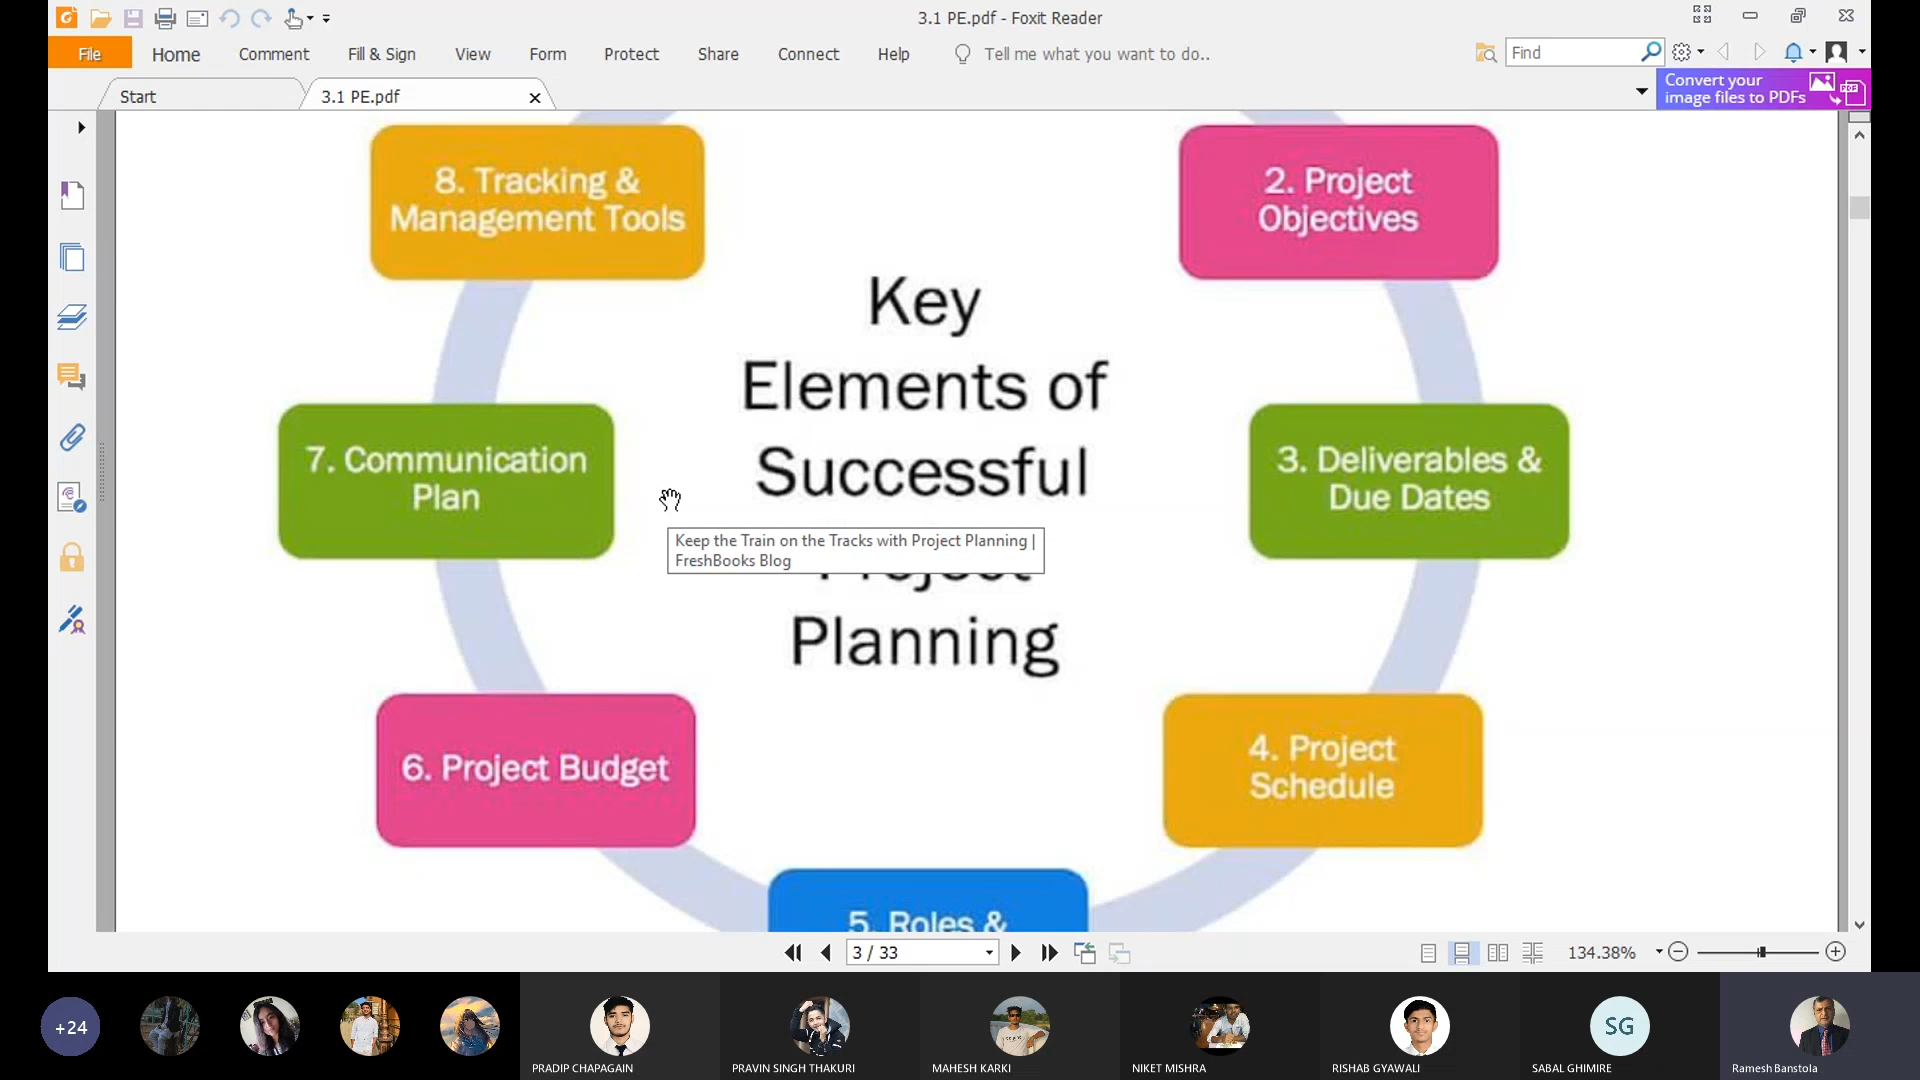 3.1 PE.pdf - Foxit Reader
File Home Comment Fill & Sign View Form Protect Share Connect Help Tell me what you want to do.. Find
Start 3.1 PE.pdf
Convert your
image files to PDFs
PDF
8. Tracking &
Management Tools
2. Project
Objectives
Key
Elements of
Successful
Project
Planning
7. Communication
Plan
3. Deliverables &
Due Dates
Keep the Train on the Tracks with Project Planning |
FreshBooks Blog
6. Project Budget
4. Project
Schedule
5. Roles &
3 / 33
134.38%
+24
SG
PRADIP CHAPAGAIN
PRAVIN SINGH THAKURI
MAHESH KARKI
NIKET MISHRA
RISHAB GYAWALI
SABAL GHIMIRE
Ramesh Banstola